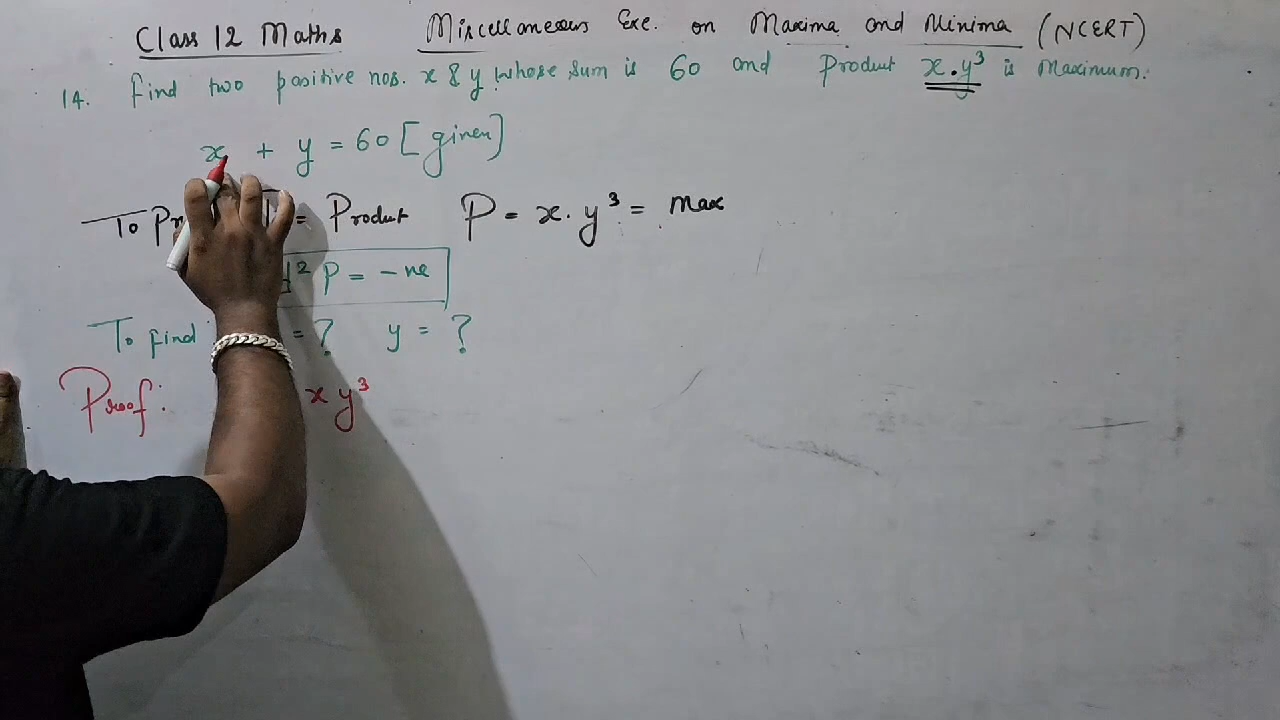 Class 12 Maths Miscellaneous Exe. on Maxima and Minima (NCERT)
14. Find two positive nos. x & y whose sum is 60 and Product x.y³ is Maximum.
x + y = 60 [given]
To = Product P = x. y³ = Max
² P = - ve
To find = ? y = ?
Proof: x y³